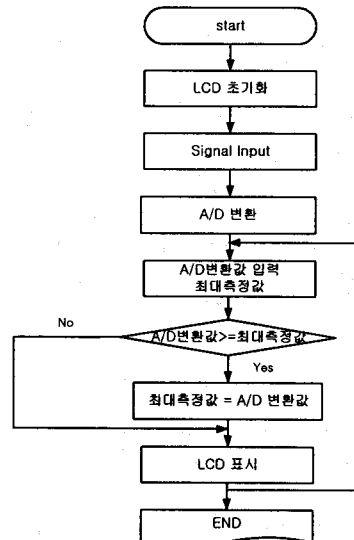 start
LCD 초기화
Signal Input
A/D 변환
A/D변환값 입력
최대측정값
No
A/D변환값>=최대측정값
Yes
최대측정값 = A/D 변환값
LCD 표시
END